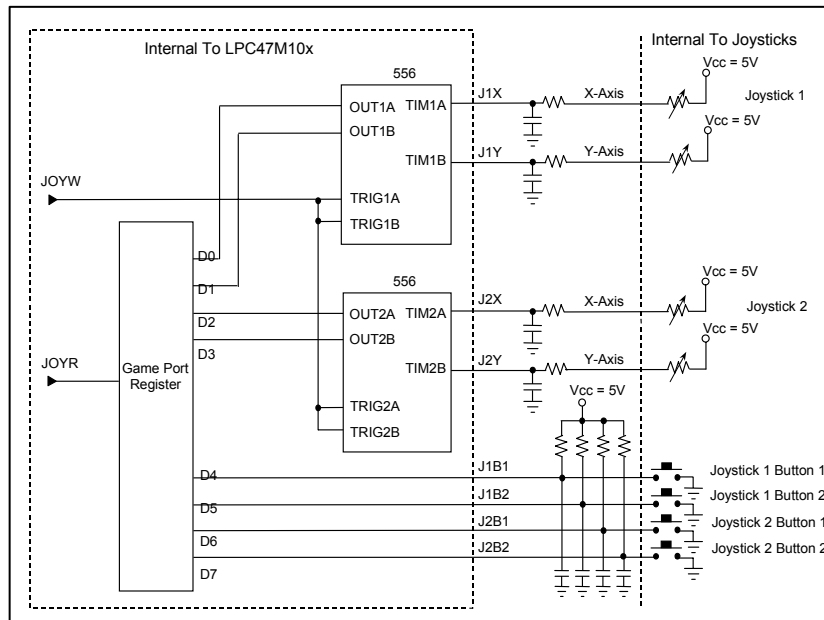 Internal To LPC47M10x
Internal To Joysticks
556
Vcc = 5V
OUT1A TIM1A
J1X
X-Axis
Joystick 1
OUT1B
Vcc = 5V
TIM1B
J1Y
Y-Axis
JOYW
TRIG1A
TRIG1B
D0
556
Vcc = 5V
D1
OUT2A TIM2A
J2X
X-Axis
Joystick 2
D2
OUT2B
Vcc = 5V
D3
Game Port
Register
JOYR
TIM2B
J2Y
Y-Axis
Vcc = 5V
TRIG2A
TRIG2B
D4
J1B1
Joystick 1 Button 1
D5
J1B2
Joystick 1 Button 2
D6
J2B1
Joystick 2 Button 1
D7
J2B2
Joystick 2 Button 2